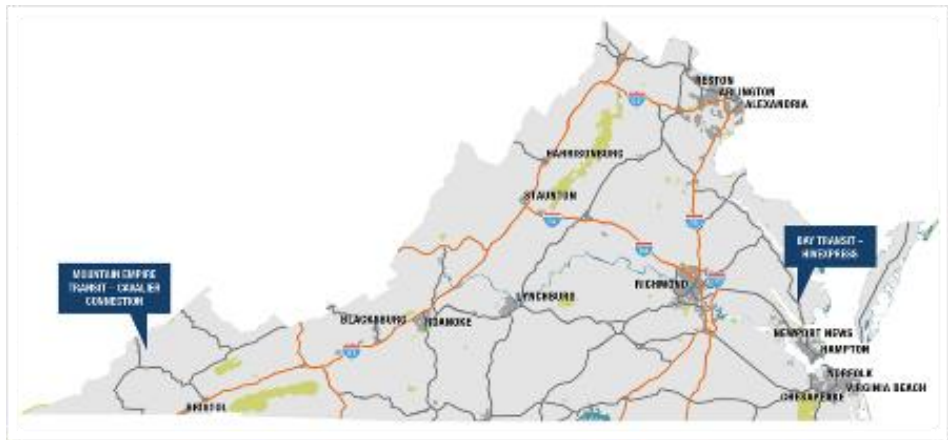 RESTON
ARLINGTON
ALEXANDRIA
HARRISONBURG
STAUNTON
BAY TRANSIT –
HIVEXPRESS
MOUNTAIN EMPIRE
TRANSIT – CAVALIER
CONNECTION
RICHMOND
LYNCHBURG
BLACKSBURG
ROANOKE
NEWPORT NEWS
HAMPTON
NORFOLK
VIRGINIA BEACH
CHESAPEAKE
BRISTOL